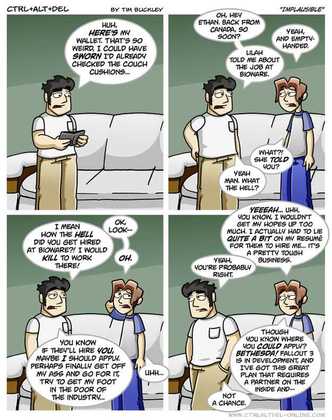 CTRL+ALT+DEL
BY TIM BUCKLEY
"IMPLAUSIBLE"
HUH,
HERE'S MY
WALLET. THAT'S SO
WEIRD, I COULD HAVE
SWORN I'D ALREADY
CHECKED THE COUCH
CUSHIONS...
OH, HEY
ETHAN. BACK FROM
CANADA, SO
SOON?
YEAH,
AND EMPTY-
HANDED.
LILAH
TOLD ME ABOUT
THE JOB AT
BIOWARE.
WHAT?!
SHE TOLD
YOU?
YEAH
MAN. WHAT
THE HELL?
I MEAN
HOW THE HELL
DID YOU GET HIRED
AT BIOWARE?! I WOULD
KILL TO WORK
THERE!
OK,
LOOK--
OH.
YOU KNOW
IF THEY'LL HIRE YOU,
MAYBE I SHOULD APPLY.
PERHAPS FINALLY GET OFF
MY ASS AND GO FOR IT,
TRY TO GET MY FOOT
IN THE DOOR OF
THE INDUSTRY...
UHH...
YEEEAH... UHH,
YOU KNOW, I WOULDN'T
GET MY HOPES UP TOO
MUCH. I ACTUALLY HAD TO LIE
QUITE A BIT ON MY RESUMÉ
FOR THEM TO HIRE ME... IT'S
A PRETTY TOUGH
BUSINESS.
YEAH,
YOU'RE PROBABLY
RIGHT.
THOUGH
YOU KNOW WHERE
YOU COULD APPLY?
BETHESDA! FALLOUT 3
IS IN DEVELOPMENT, AND
I'VE GOT THIS GREAT
PLAN THAT REQUIRES
A PARTNER ON THE
INSIDE AND--
NOT
A CHANCE.
WWW.CTRLALTDEL-ONLINE.COM